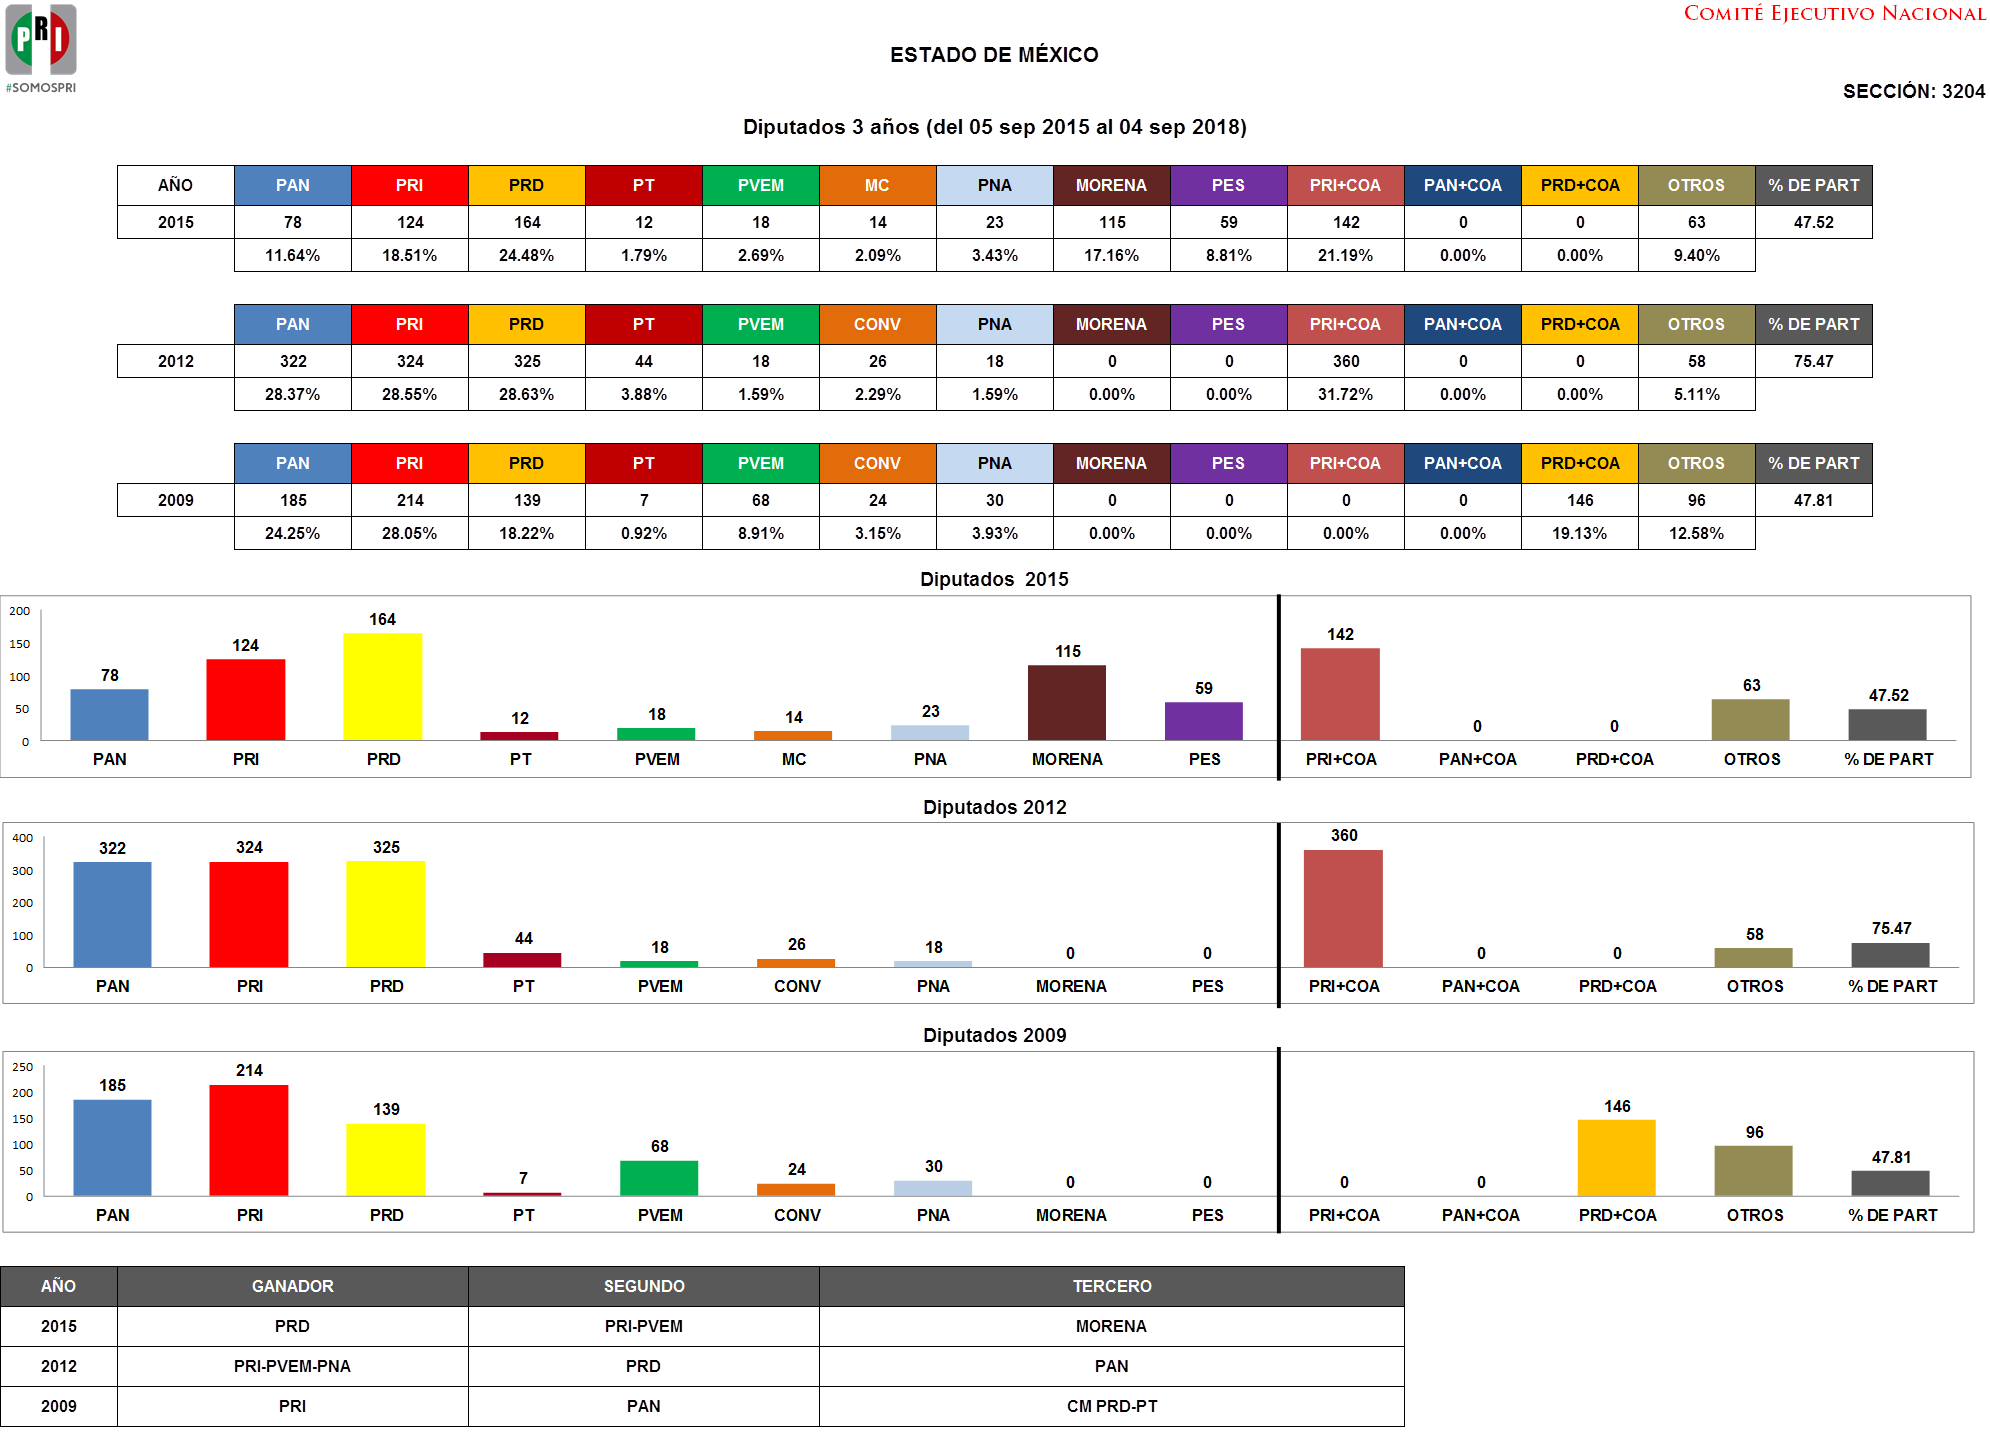 PRI
#SOMOSPRI
COMITÉ EJECUTIVO NACIONAL
ESTADO DE MÉXICO
SECCIÓN: 3204
Diputados 3 años (del 05 sep 2015 al 04 sep 2018)
AÑO PAN PRI PRD PT PVEM MC PNA MORENA PES PRI+COA PAN+COA PRD+COA OTROS % DE PART
2015 78 124 164 12 18 14 23 115 59 142 0 0 63 47.52
11.64% 18.51% 24.48% 1.79% 2.69% 2.09% 3.43% 17.16% 8.81% 21.19% 0.00% 0.00% 9.40%
PAN PRI PRD PT PVEM CONV PNA MORENA PES PRI+COA PAN+COA PRD+COA OTROS % DE PART
2012 322 324 325 44 18 26 18 0 0 360 0 0 58 75.47
28.37% 28.55% 28.63% 3.88% 1.59% 2.29% 1.59% 0.00% 0.00% 31.72% 0.00% 0.00% 5.11%
PAN PRI PRD PT PVEM CONV PNA MORENA PES PRI+COA PAN+COA PRD+COA OTROS % DE PART
2009 185 214 139 7 68 24 30 0 0 0 0 146 96 47.81
24.25% 28.05% 18.22% 0.92% 8.91% 3.15% 3.93% 0.00% 0.00% 0.00% 0.00% 19.13% 12.58%
Diputados 2015
200
150
100
50
0
78 124 164 12 18 14 23 115 59 142 0 0 63 47.52
PAN PRI PRD PT PVEM MC PNA MORENA PES PRI+COA PAN+COA PRD+COA OTROS % DE PART
Diputados 2012
400
300
200
100
0
322 324 325 44 18 26 18 0 0 360 0 0 58 75.47
PAN PRI PRD PT PVEM CONV PNA MORENA PES PRI+COA PAN+COA PRD+COA OTROS % DE PART
Diputados 2009
250
200
150
100
50
0
185 214 139 7 68 24 30 0 0 0 0 146 96 47.81
PAN PRI PRD PT PVEM CONV PNA MORENA PES PRI+COA PAN+COA PRD+COA OTROS % DE PART
AÑO GANADOR SEGUNDO TERCERO
2015 PRD PRI-PVEM MORENA
2012 PRI-PVEM-PNA PRD PAN
2009 PRI PAN CM PRD-PT